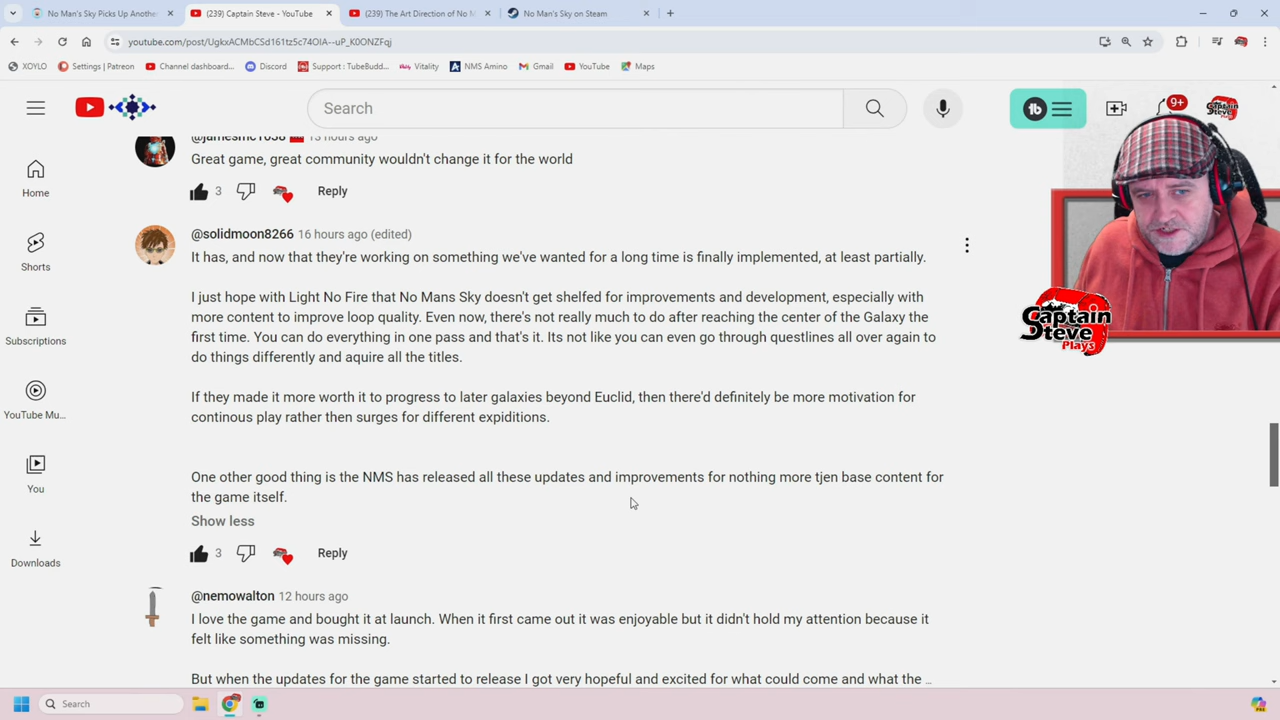 No Man's Sky Picks Up Anothe
(239) Captain Steve - YouTube
(239) The Art Direction of No M
No Man's Sky on Steam
youtube.com/post/UgkxACMbCSd161tz5c74OIA--uP_K0ONZFqj
XOYLO
Settings | Patreon
Channel dashboard...
Discord
Support : TubeBudd...
Vitality
NMS Amino
Gmail
YouTube
Maps
Search
9+
Captain Steve
Home
Shorts
Subscriptions
YouTube Mu...
You
Downloads
@jamesmc1638 13 hours ago
Great game, great community wouldn't change it for the world
3 Reply
@solidmoon8266 16 hours ago (edited)
It has, and now that they're working on something we've wanted for a long time is finally implemented, at least partially.
I just hope with Light No Fire that No Mans Sky doesn't get shelfed for improvements and development, especially with
more content to improve loot quality. Even now, there's not really much to do after reaching the center of the Galaxy the
first time. You can do everything in one pass and that's it. Its not like you can even go through questlines all over again to
do things differently and aquire all the titles.
If they made it more worth it to progress to later galaxies beyond Euclid, then there'd definitely be more motivation for
continous play rather then surges for different expiditions.
One other good thing is the NMS has released all these updates and improvements for nothing more tjen base content for
the game itself.
Show less
3 Reply
@nemowalton 12 hours ago
I love the game and bought it at launch. When it first came out it was enjoyable but it didn't hold my attention because it
felt like something was missing.
But when the updates for the game started to release I got very hopeful and excited for what could come and what the ...
Captain
Steve
Plays
Search